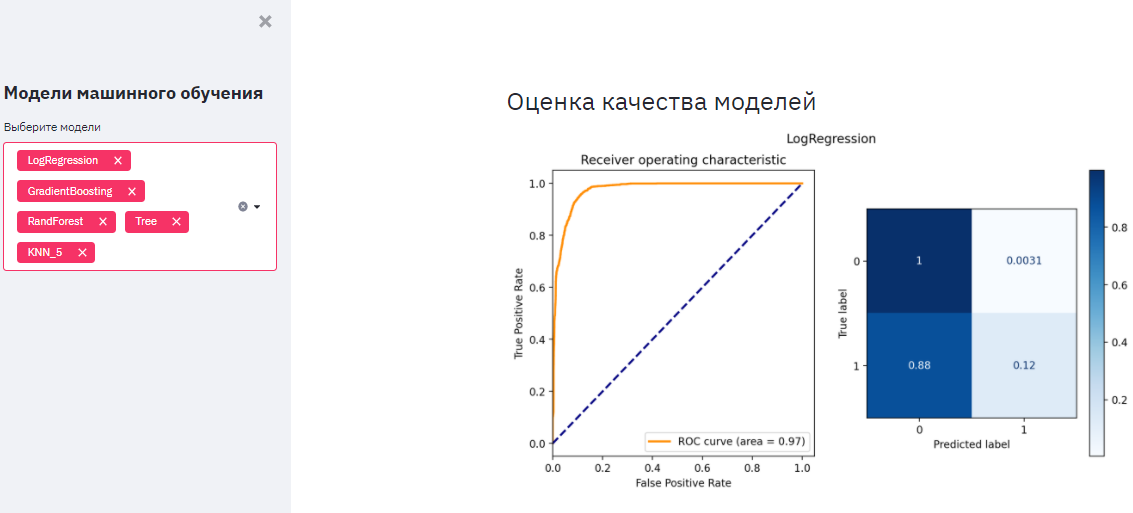 Модели машинного обучения
Выберите модели
LogRegression
GradientBoosting
RandForest
Tree
KNN_5
Оценка качества моделей
LogRegression
Receiver operating characteristic
True Positive Rate
1.0
0.8
0.6
0.4
0.2
0.0
0.0 0.2 0.4 0.6 0.8 1.0
False Positive Rate
ROC curve (area = 0.97)
True label
0
1
1 0.0031
0.88 0.12
0 1
Predicted label
0.8
0.6
0.4
0.2